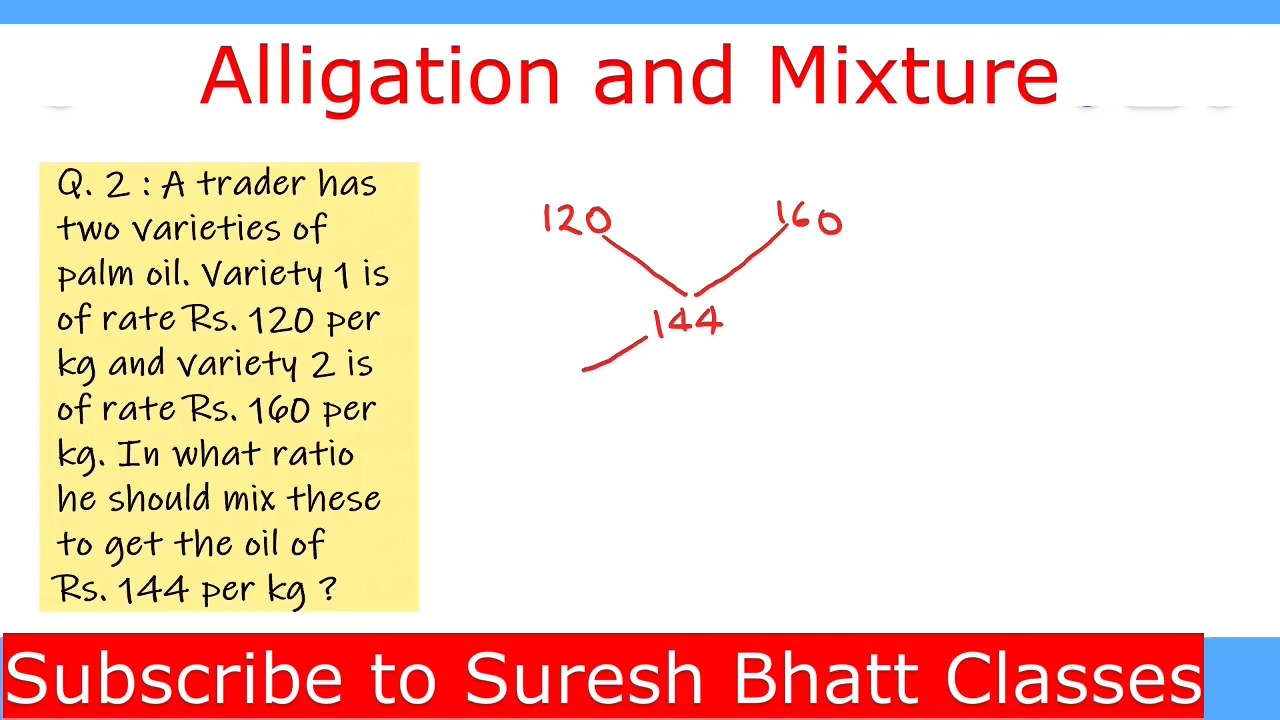 Alligation and Mixture
Q. 2 : A trader has
two varieties of
palm oil. Variety 1 is
of rate Rs. 120 per
kg and variety 2 is
of rate Rs. 160 per
kg. In what ratio
he should mix these
to get the oil of
Rs. 144 per kg ?
120 160
144
Subscribe to Suresh Bhatt Classes